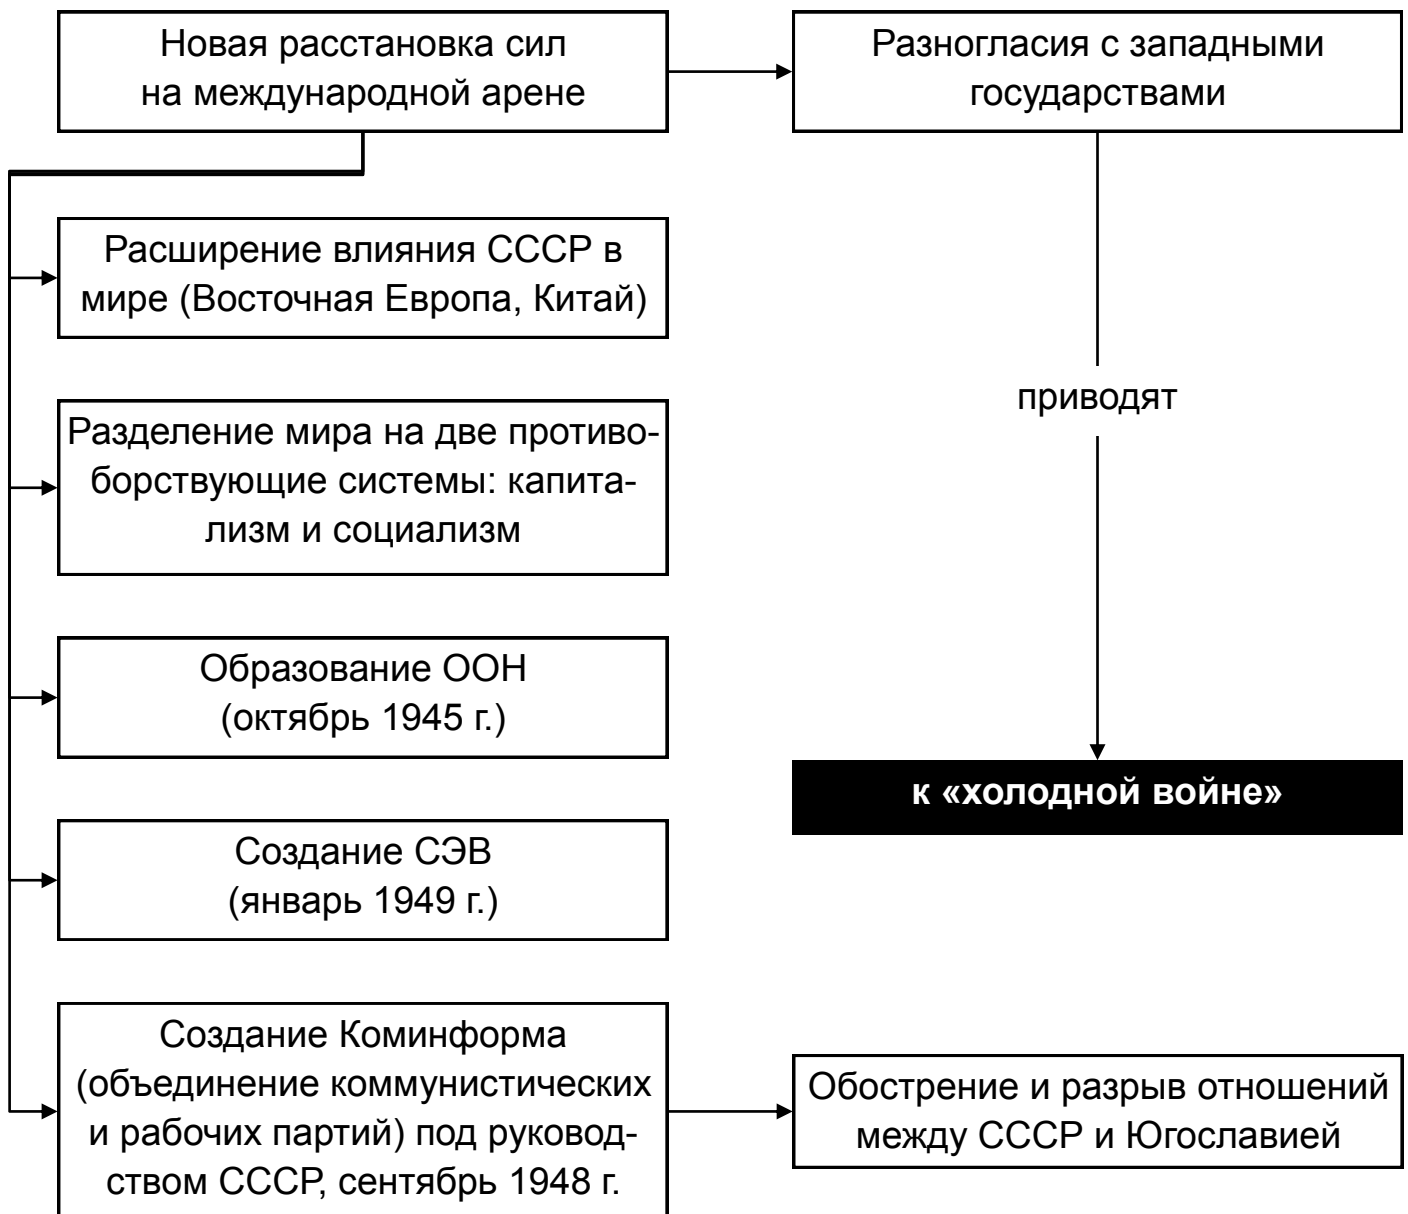 Новая расстановка сил
на международной арене
Разногласия с западными
государствами
Расширение влияния СССР в
мире (Восточная Европа, Китай)
Разделение мира на две противо-
борствующие системы: капита-
лизм и социализм
приводят
Образование ООН
(октябрь 1945 г.)
к «холодной войне»
Создание СЭВ
(январь 1949 г.)
Создание Коминформа
(объединение коммунистических
и рабочих партий) под руковод-
ством СССР, сентябрь 1948 г.
Обострение и разрыв отношений
между СССР и Югославией